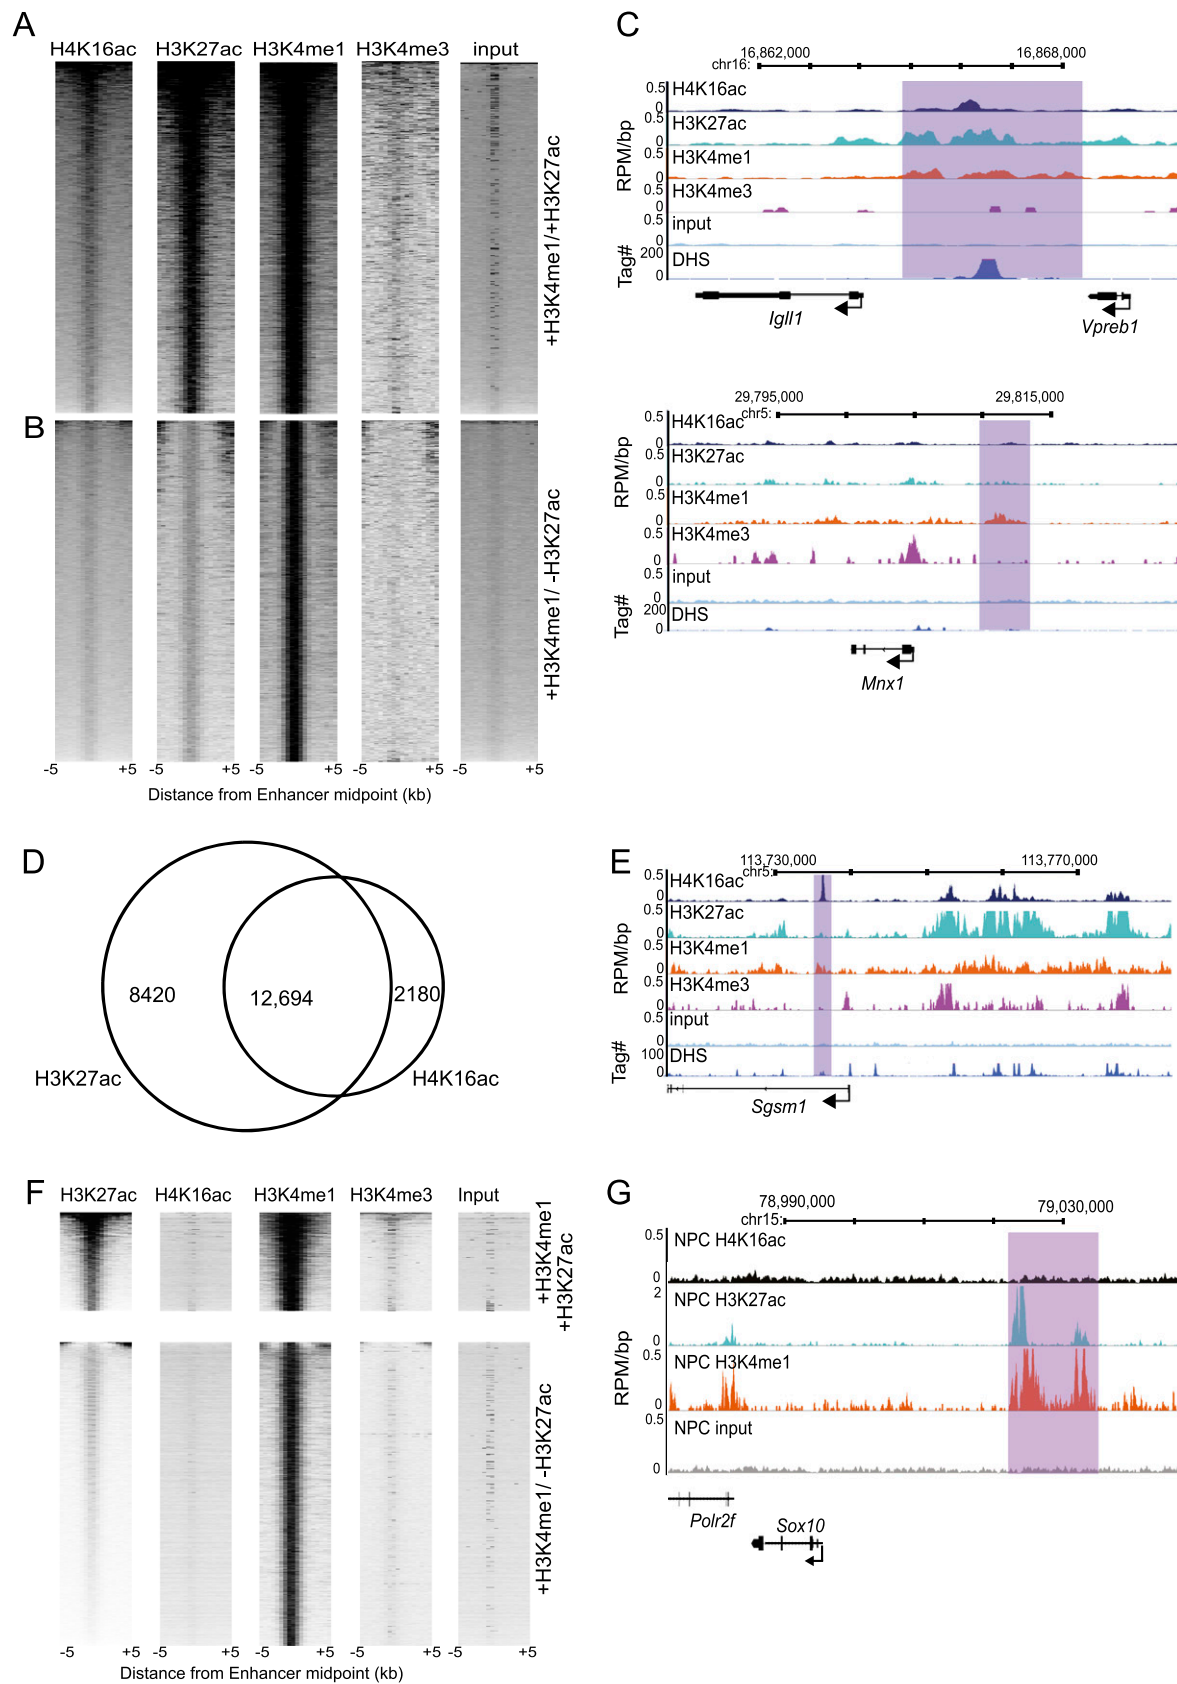 A
H4K16ac H3K27ac H3K4me1 H3K4me3 input
+H3K4me1/+H3K27ac
B
+H3K4me1/ -H3K27ac
-5 +5 -5 +5 -5 +5 -5 +5 -5 +5
Distance from Enhancer midpoint (kb)
C
16,862,000 16,868,000
chr16:
RPM/bp
Tag#
0.5 H4K16ac
0
0.5 H3K27ac
0
0.5 H3K4me1
0
0.5 H3K4me3
0
0.5 input
0
200 DHS
0
Igll1 Vpreb1
29,795,000 29,815,000
chr5:
RPM/bp
Tag#
0.5 H4K16ac
0
0.5 H3K27ac
0
0.5 H3K4me1
0
0.5 H3K4me3
0
0.5 input
0
200 DHS
0
Mnx1
D
8420 12,694 2180
H3K27ac H4K16ac
E
113,730,000 113,770,000
chr5:
RPM/bp
Tag#
0.5 H4K16ac
0
0.5 H3K27ac
0
0.5 H3K4me1
0
0.5 H3K4me3
0
0.5 input
0
100 DHS
0
Sgsm1
F
H3K27ac H4K16ac H3K4me1 H3K4me3 Input
+H3K4me1
+H3K27ac
+H3K4me1/ -H3K27ac
-5 +5 -5 +5 -5 +5 -5 +5 -5 +5
Distance from Enhancer midpoint (kb)
G
78,990,000 79,030,000
chr15:
RPM/bp
0.5 NPC H4K16ac
0
2 NPC H3K27ac
0
0.5 NPC H3K4me1
0
0.5 NPC input
0
Polr2f Sox10